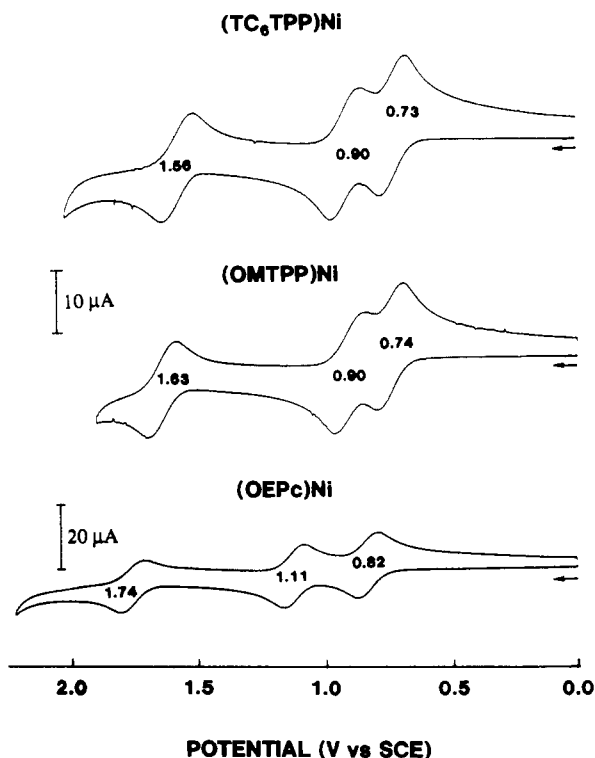 (TC₆TPP)Ni
0.73
0.90
1.56
10 μA
(OMTPP)Ni
0.74
0.90
1.63
20 μA
(OEPc)Ni
0.82
1.11
1.74
2.0 1.5 1.0 0.5 0.0
POTENTIAL (V vs SCE)